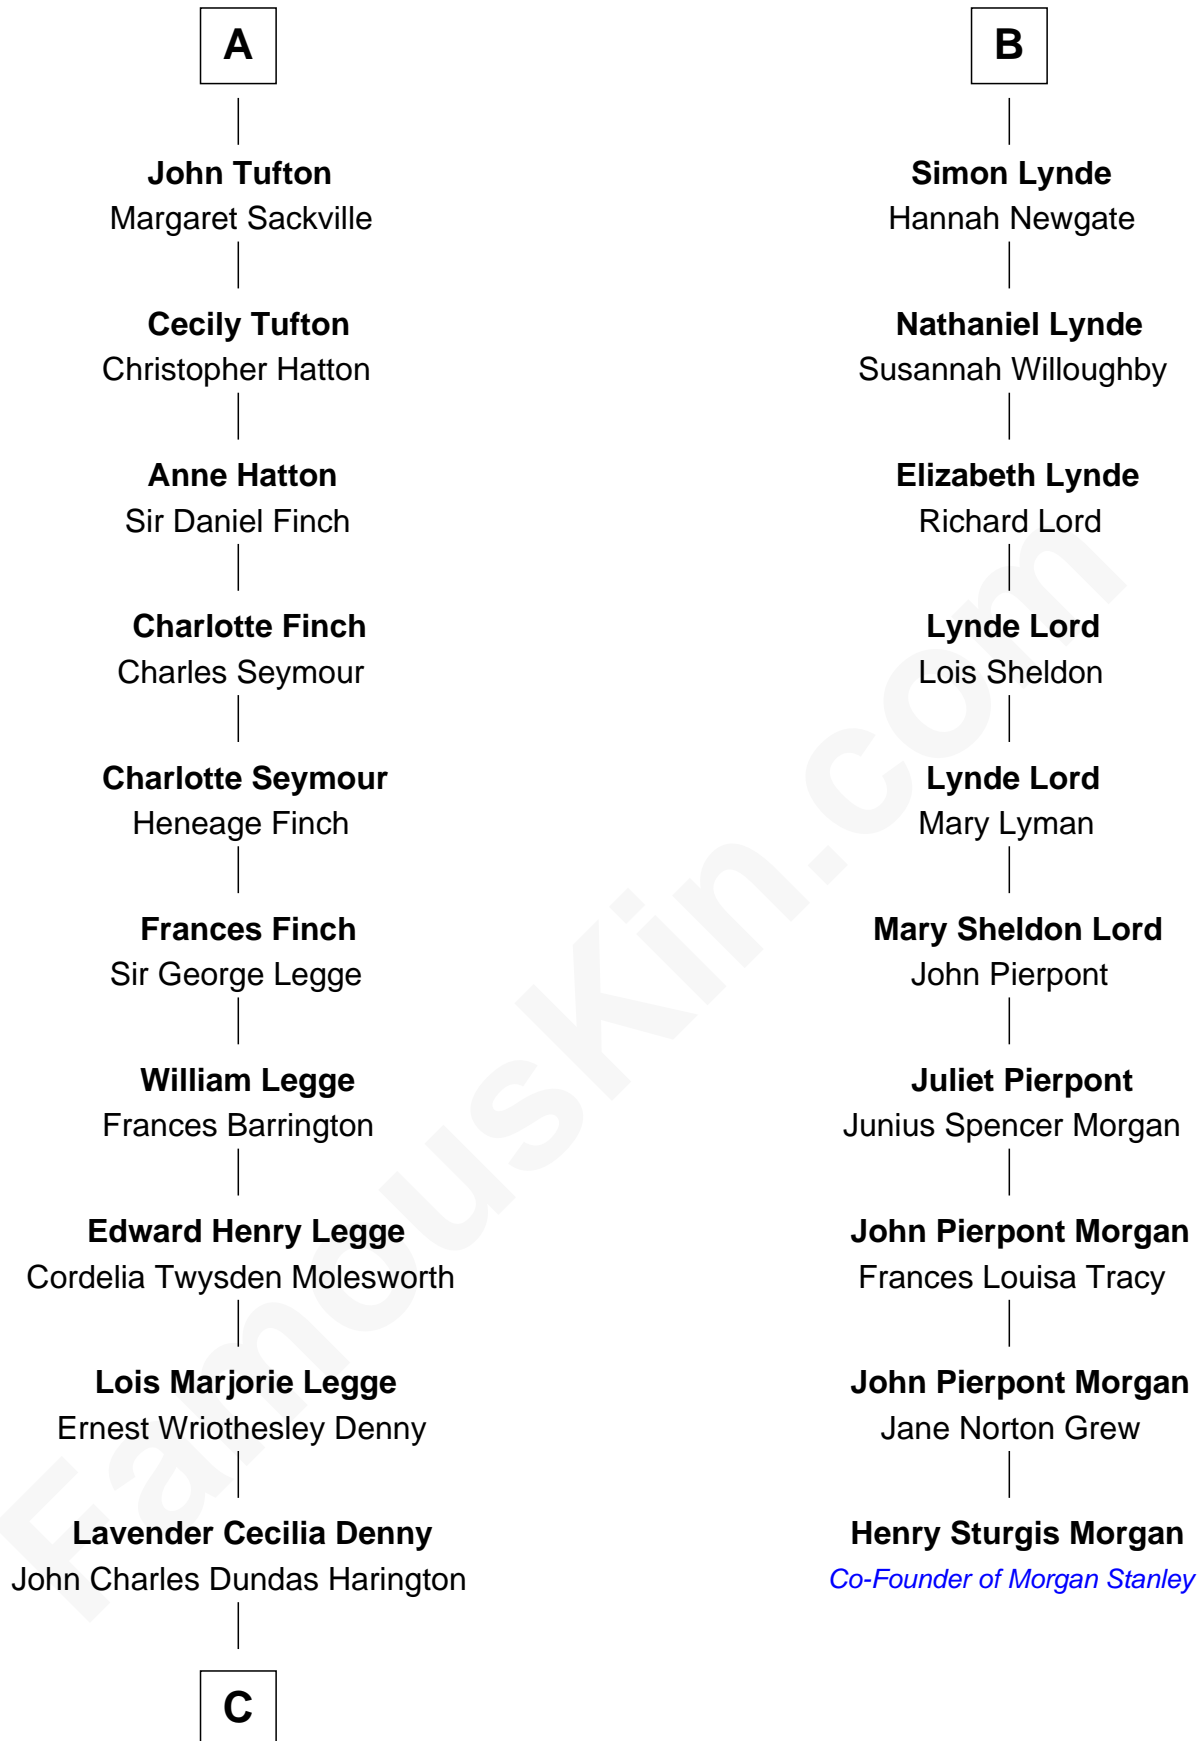 A
John Tufton
Margaret Sackville
Cecily Tufton
Christopher Hatton
Anne Hatton
Sir Daniel Finch
Charlotte Finch
Charles Seymour
Charlotte Seymour
Heneage Finch
Frances Finch
Sir George Legge
William Legge
Frances Barrington
Edward Henry Legge
Cordelia Twysden Molesworth
Lois Marjorie Legge
Ernest Wriothesley Denny
Lavender Cecilia Denny
John Charles Dundas Harington
C
B
Simon Lynde
Hannah Newgate
Nathaniel Lynde
Susannah Willoughby
Elizabeth Lynde
Richard Lord
Lynde Lord
Lois Sheldon
Lynde Lord
Mary Lyman
Mary Sheldon Lord
John Pierpont
Juliet Pierpont
Junius Spencer Morgan
John Pierpont Morgan
Frances Louisa Tracy
John Pierpont Morgan
Jane Norton Grew
Henry Sturgis Morgan
Co-Founder of Morgan Stanley
FamousKin.com